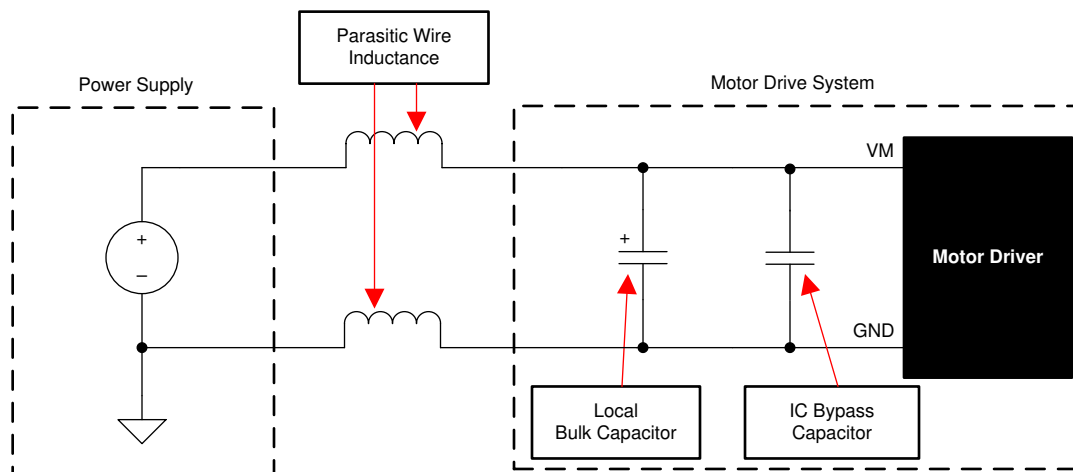 Parasitic Wire
Inductance
Power Supply
Motor Drive System
VM
+
–
+
Motor Driver
GND
Local
Bulk Capacitor
IC Bypass
Capacitor